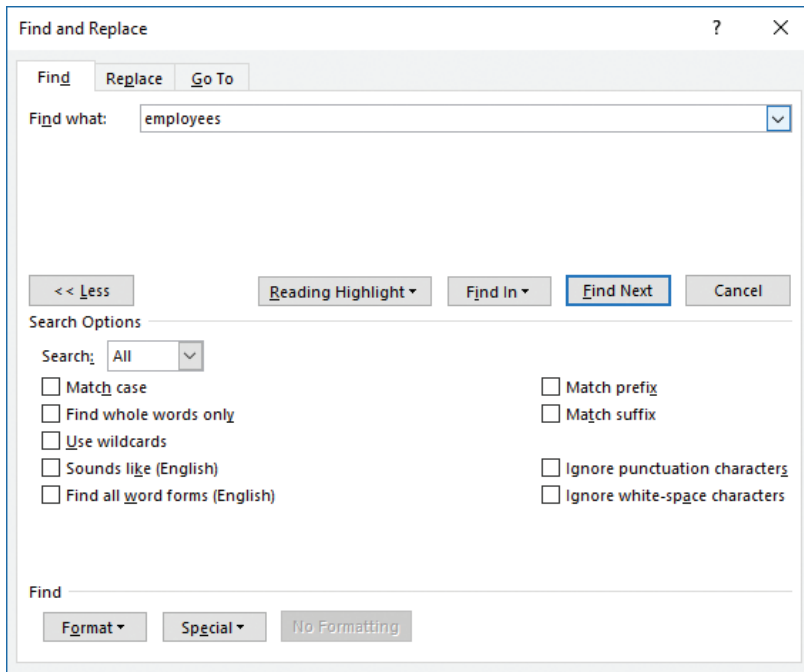 Find and Replace ?
Find Replace Go To
Find what: employees
<< Less Reading Highlight Find In Find Next Cancel
Search Options
Search: All
Match case Match prefix
Find whole words only Match suffix
Use wildcards
Sounds like (English) Ignore punctuation characters
Find all word forms (English) Ignore white-space characters
Find
Format Special No Formatting